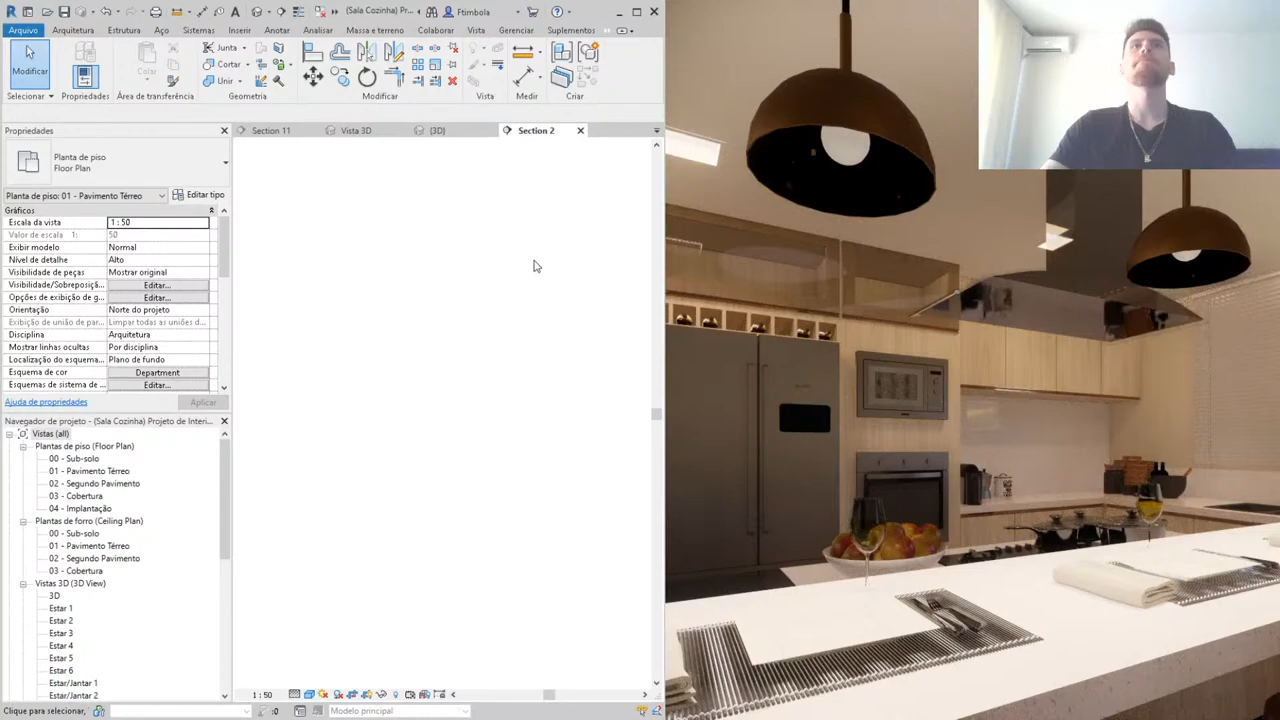 (Sala Cozinha) Pr...
Ftimbola
Arquivo
Arquitetura
Estrutura
Aço
Sistemas
Inserir
Anotar
Analisar
Massa e terreno
Colaborar
Vista
Gerenciar
Suplementos
Modificar
Propriedades
Colar
Junta
Cortar
Unir
Selecionar
Propriedades
Área de transferência
Geometria
Modificar
Vista
Medir
Criar
Propriedades
Section 11
Vista 3D
{3D}
Section 2
Planta de piso
Floor Plan
Planta de piso: 01 - Pavimento Térreo
Editar tipo
Gráficos
Escala da vista 1 : 50
Valor de escala 1: 50
Exibir modelo Normal
Nível de detalhe Alto
Visibilidade de peças Mostrar original
Visibilidade/Sobreposiçã... Editar...
Opções de exibição de g... Editar...
Orientação Norte do projeto
Exibição de união de par... Limpar todas as uniões d...
Disciplina Arquitetura
Mostrar linhas ocultas Por disciplina
Localização do esquema... Plano de fundo
Esquema de cor Department
Esquemas de sistema de ... Editar...
Ajuda de propriedades
Aplicar
Navegador de projeto - (Sala Cozinha) Projeto de Interi...
Vistas (all)
Plantas de piso (Floor Plan)
00 - Sub-solo
01 - Pavimento Térreo
02 - Segundo Pavimento
03 - Cobertura
04 - Implantação
Plantas de forro (Ceiling Plan)
00 - Sub-solo
01 - Pavimento Térreo
02 - Segundo Pavimento
03 - Cobertura
Vistas 3D (3D View)
3D
Estar 1
Estar 2
Estar 3
Estar 4
Estar 5
Estar 6
Estar/Jantar 1
Estar/Jantar 2
1 : 50
Clique para selecionar,
:0
Modelo principal